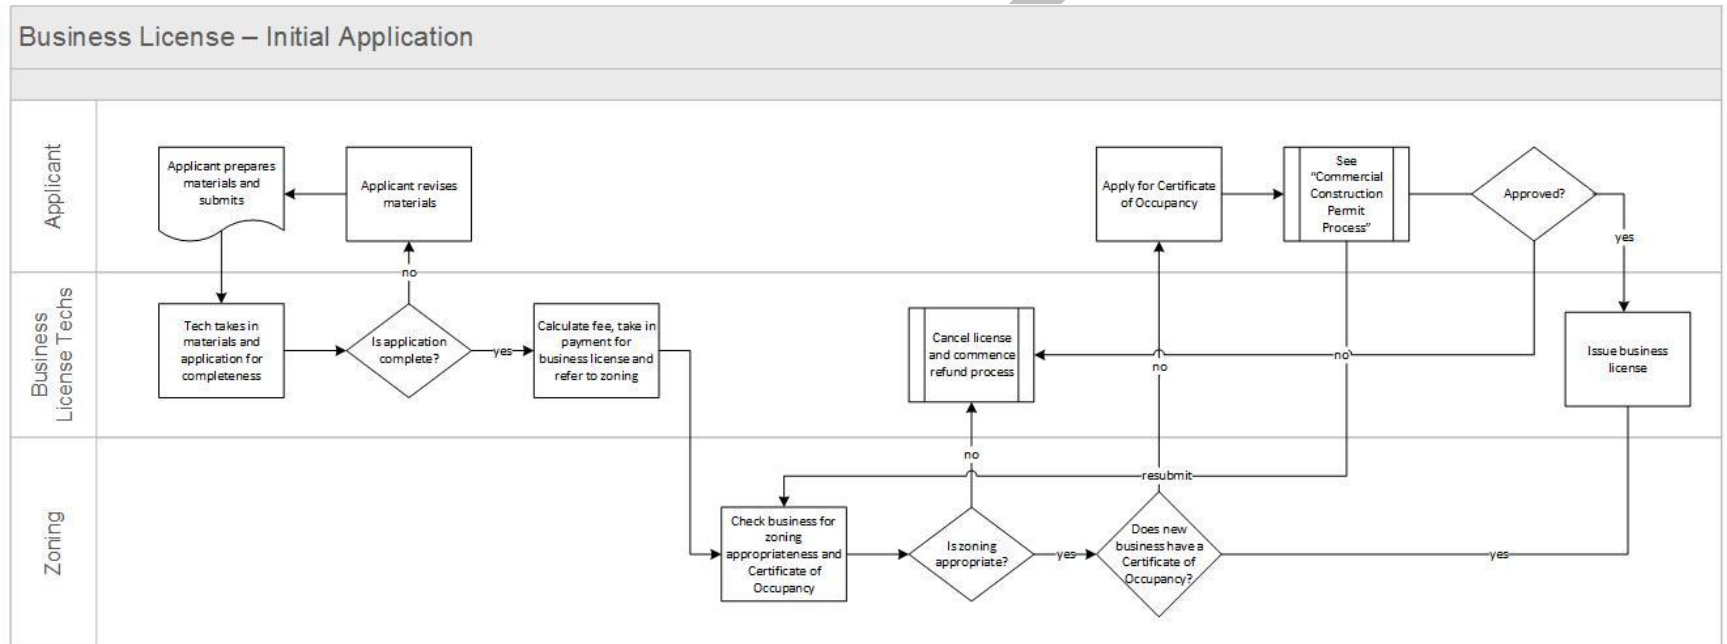 Business License – Initial Application
Applicant
Applicant prepares
materials and
submits
Applicant revises
materials
no
Apply for Certificate
of Occupancy
See
"Commercial
Construction
Permit
Process"
Approved?
yes
Business
License Techs
Tech takes in
materials and
application for
completeness
Is application
complete?
yes
Calculate fee, take in
payment for
business license and
refer to zoning
Cancel license
and commence
refund process
no
no
Issue business
license
Zoning
no
resubmit
Check business for
zoning
appropriateness and
Certificate of
Occupancy
Is zoning
appropriate?
yes
Does new
business have a
Certificate of
Occupancy?
yes